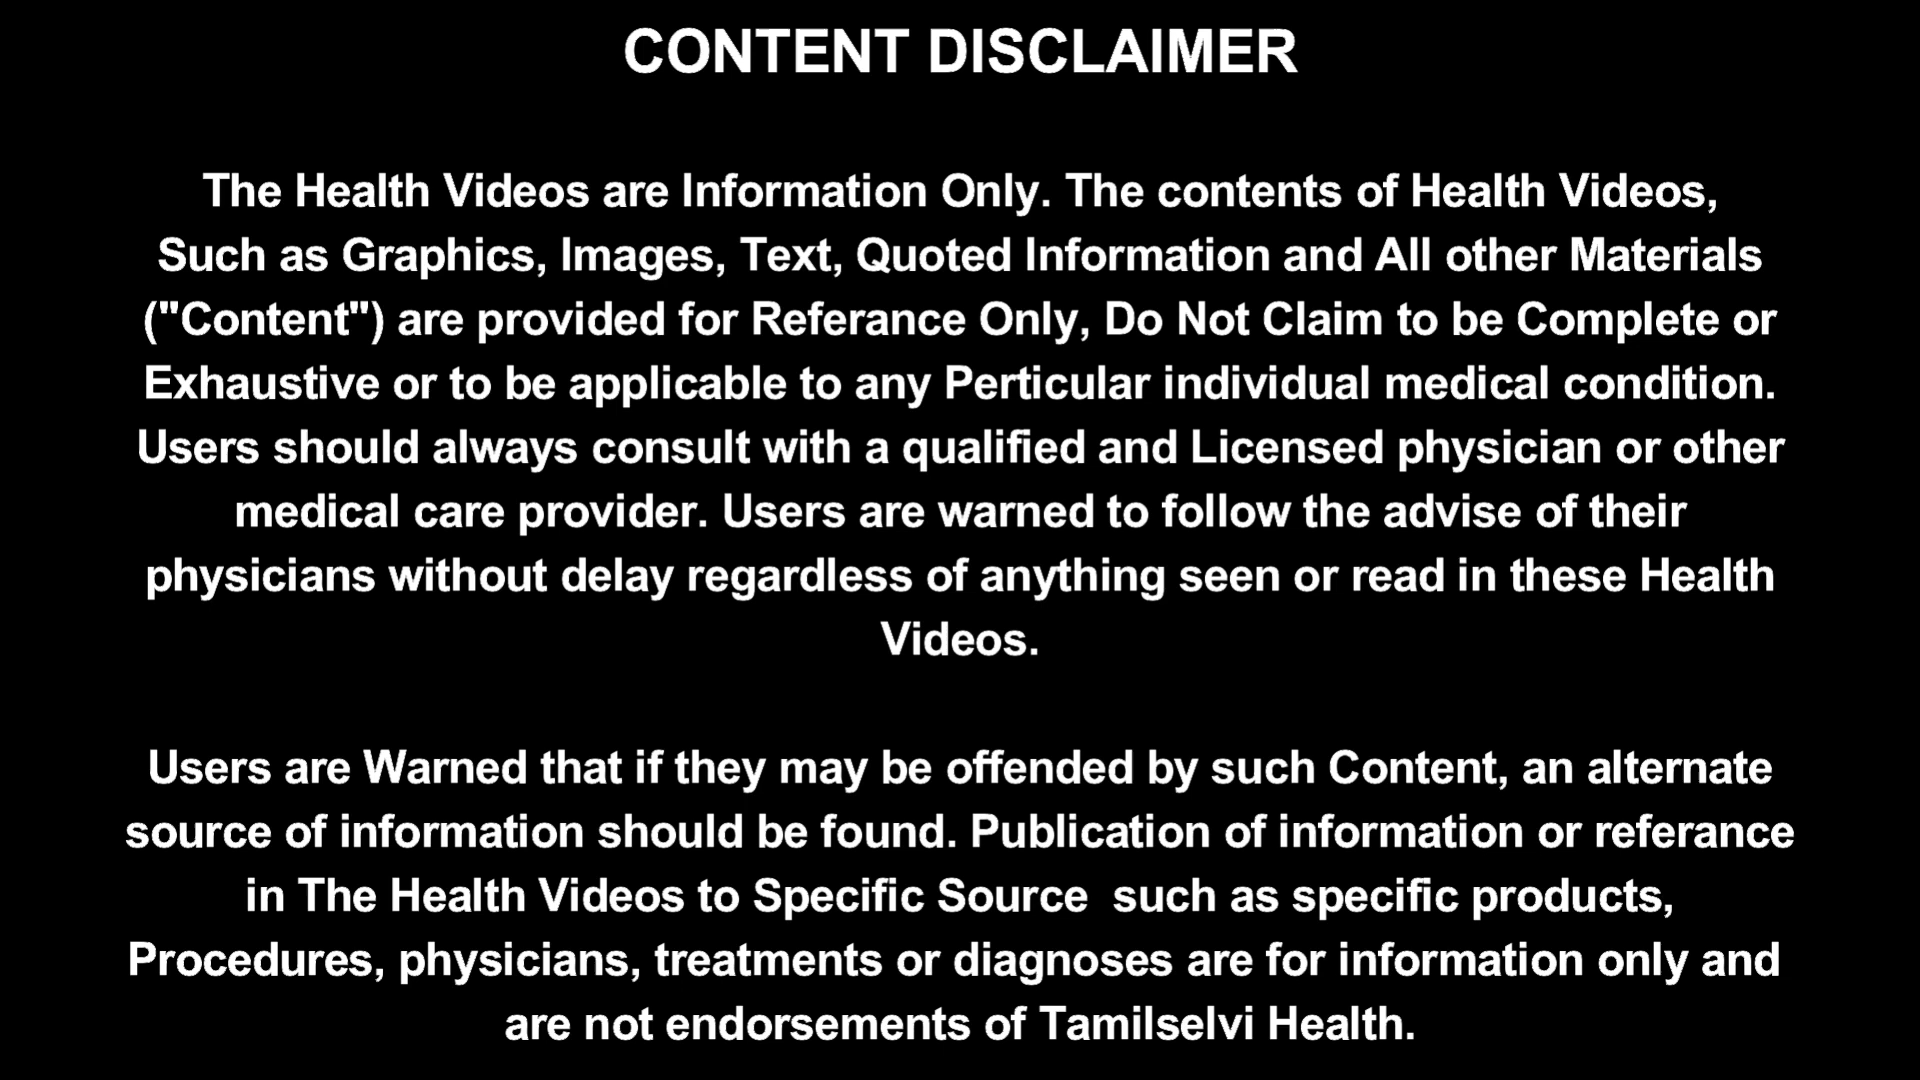 CONTENT DISCLAIMER
The Health Videos are Information Only. The contents of Health Videos,
Such as Graphics, Images, Text, Quoted Information and All other Materials
("Content") are provided for Referance Only, Do Not Claim to be Complete or
Exhaustive or to be applicable to any Perticular individual medical condition.
Users should always consult with a qualified and Licensed physician or other
medical care provider. Users are warned to follow the advise of their
physicians without delay regardless of anything seen or read in these Health
Videos.
Users are Warned that if they may be offended by such Content, an alternate
source of information should be found. Publication of information or referance
in The Health Videos to Specific Source  such as specific products,
Procedures, physicians, treatments or diagnoses are for information only and
are not endorsements of Tamilselvi Health.